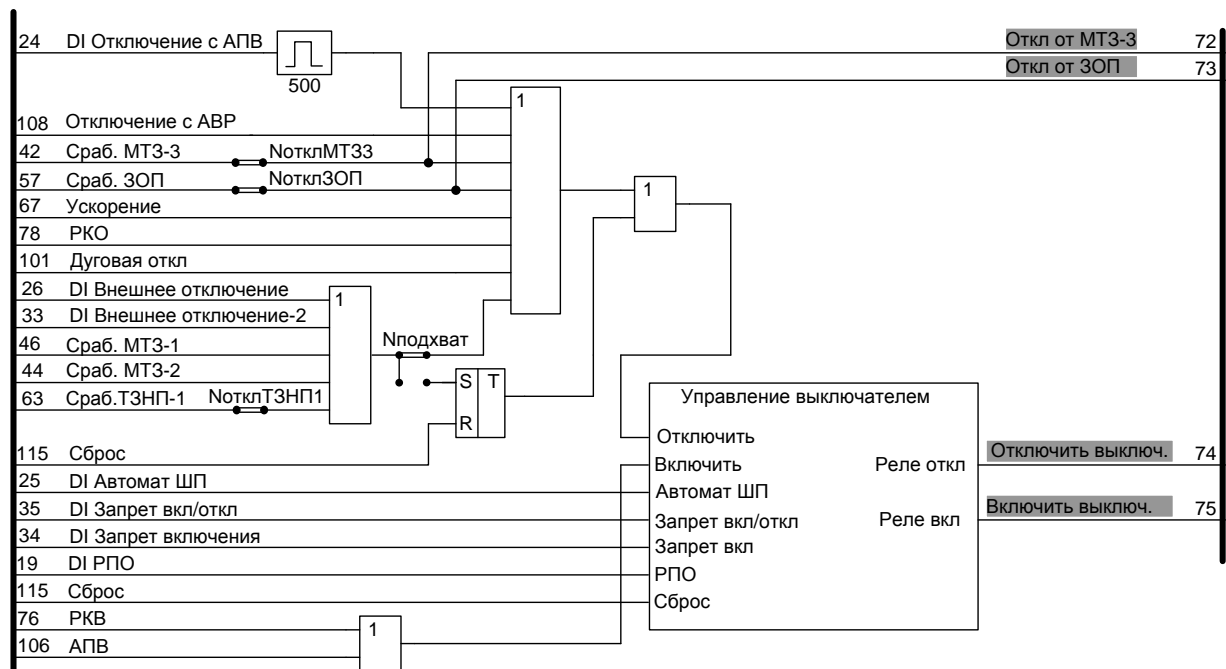 24 DI Отключение с АПВ
500
Откл от МТЗ-3 72
Откл от ЗОП 73
1
108 Отключение с АВР
42 Сраб. МТЗ-3 NотклМТЗ3
57 Сраб. ЗОП NотклЗОП
67 Ускорение
78 РКО
101 Дуговая откл
1
26 DI Внешнее отключение
33 DI Внешнее отключение-2
46 Сраб. МТЗ-1
44 Сраб. МТЗ-2
63 Сраб.ТЗНП-1 NотклТЗНП1
1
Nподхват
S T
R
115 Сброс
25 DI Автомат ШП
35 DI Запрет вкл/откл
34 DI Запрет включения
19 DI РПО
115 Сброс
76 РКВ
106 АПВ
1
Управление выключателем
Отключить
Включить
Автомат ШП
Запрет вкл/откл
Запрет вкл
РПО
Сброс
Реле откл
Реле вкл
Отключить выключ. 74
Включить выключ. 75